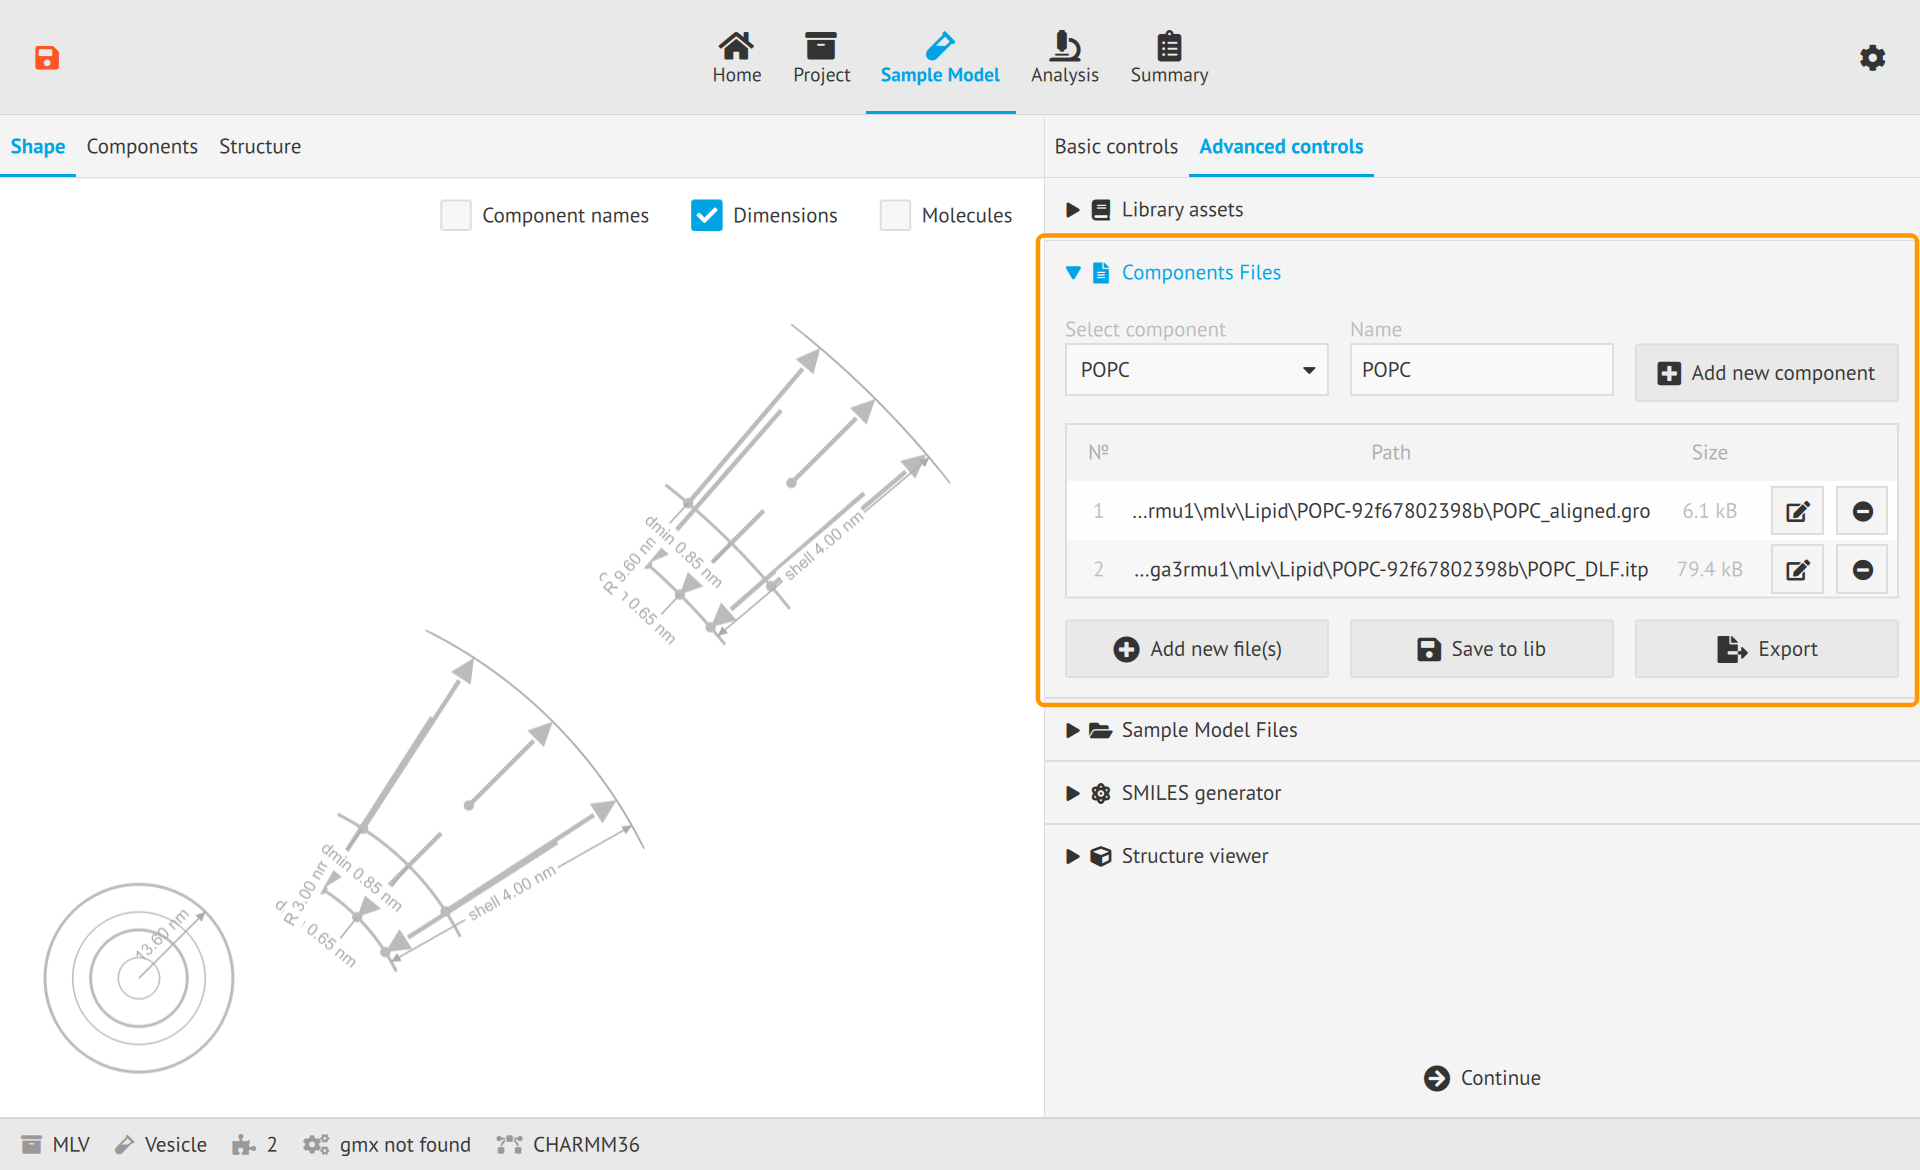 Home Project Sample Model Analysis Summary
Shape Components Structure
Basic controls Advanced controls
Component names Dimensions Molecules
Library assets
Components Files
Select component Name
POPC POPC Add new component
Nº Path Size
1 ...rmu1\mlv\Lipid\POPC-92f67802398b\POPC_aligned.gro 6.1 kB
2 ...ga3rmu1\mlv\Lipid\POPC-92f67802398b\POPC_DLF.itp 79.4 kB
Add new file(s) Save to lib Export
Sample Model Files
SMILES generator
Structure viewer
Continue
dmin 0.85 nm
R 9.60 nm
0.65 nm
shell 4.00 nm
dmin 0.85 nm
R 3.00 nm
0.65 nm
shell 4.00 nm
13.60 nm
MLV Vesicle 2 gmx not found CHARMM36